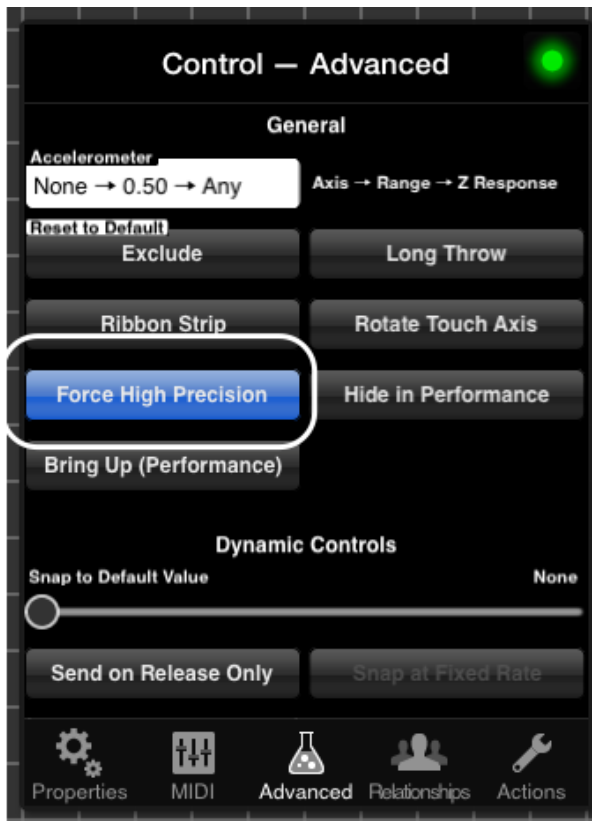 Control — Advanced
General
Accelerometer
None → 0.50 → Any
Axis → Range → Z Response
Reset to Default
Exclude
Long Throw
Ribbon Strip
Rotate Touch Axis
Force High Precision
Hide in Performance
Bring Up (Performance)
Dynamic Controls
Snap to Default Value
None
Send on Release Only
Snap at Fixed Rate
Properties
MIDI
Advanced
Relationships
Actions